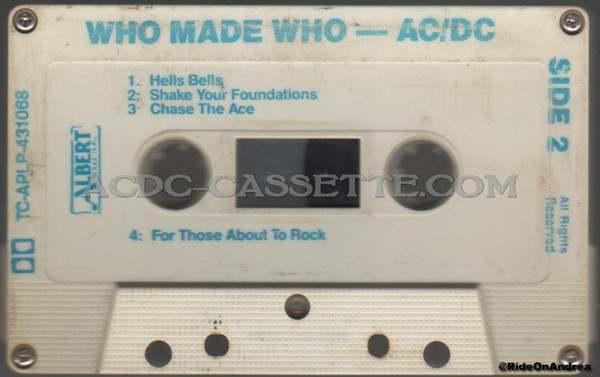 WHO MADE WHO — AC/DC
SIDE 2
1. Hells Bells
2: Shake Your Foundations
3· Chase The Ace
ALBERT
TC-APLP-431068
ACDC-CASSETTE.COM
4: For Those About To Rock
All Rights
Reserved
@RideOnAndrea